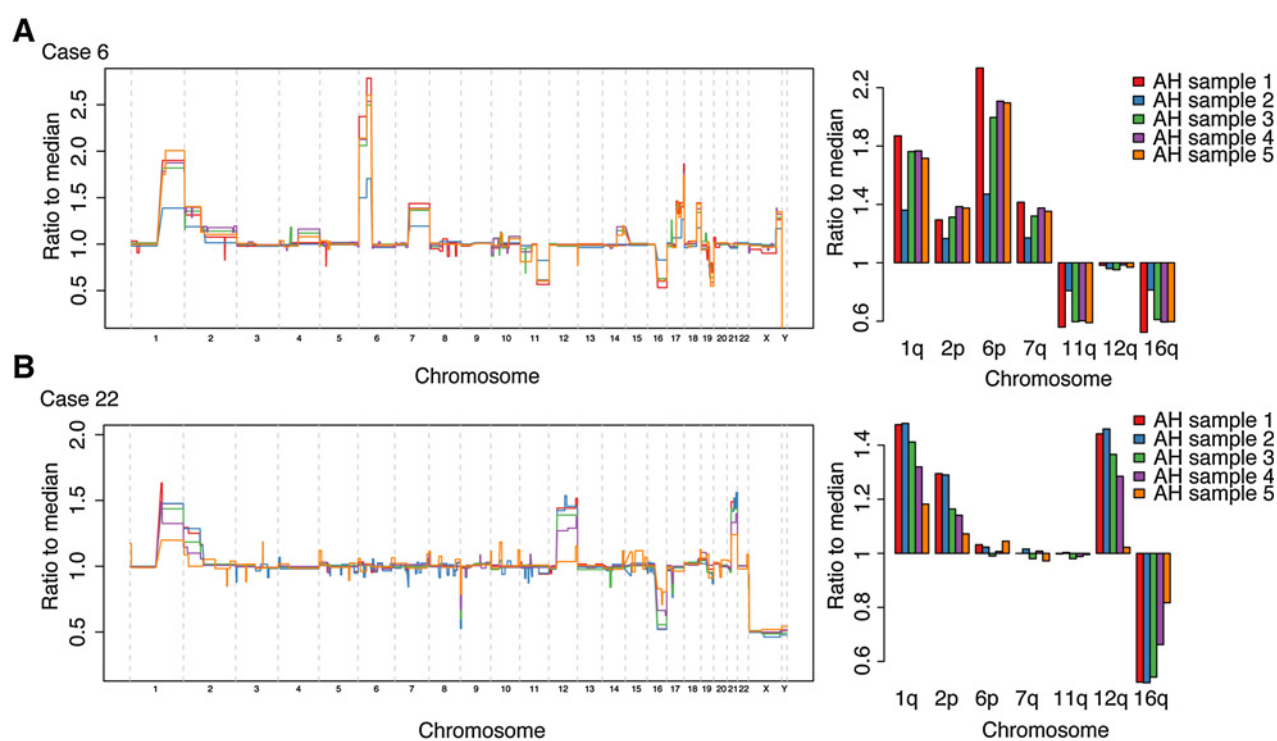 A
Case 6
Ratio to median
2.5
2.0
1.5
1.0
0.5
1 2 3 4 5 6 7 8 9 10 11 12 13 14 15 16 17 18 19 20 21 22 X Y
Chromosome
Ratio to median
2.2
1.8
1.4
1
0.6
1q 2p 6p 7q 11q 12q 16q
Chromosome
AH sample 1
AH sample 2
AH sample 3
AH sample 4
AH sample 5
B
Case 22
Ratio to median
2.0
1.5
1.0
0.5
1 2 3 4 5 6 7 8 9 10 11 12 13 14 15 16 17 18 19 20 21 22 X Y
Chromosome
Ratio to median
1.4
1.2
1
0.8
0.6
1q 2p 6p 7q 11q 12q 16q
Chromosome
AH sample 1
AH sample 2
AH sample 3
AH sample 4
AH sample 5